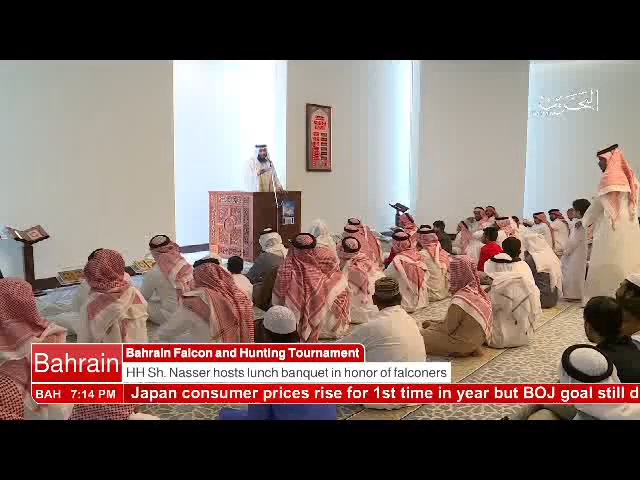 البحرين
Bahrain
Bahrain Falcon and Hunting Tournament
HH Sh. Nasser hosts lunch banquet in honor of falconers
BAH 7:14 PM
Japan consumer prices rise for 1st time in year but BOJ goal still d